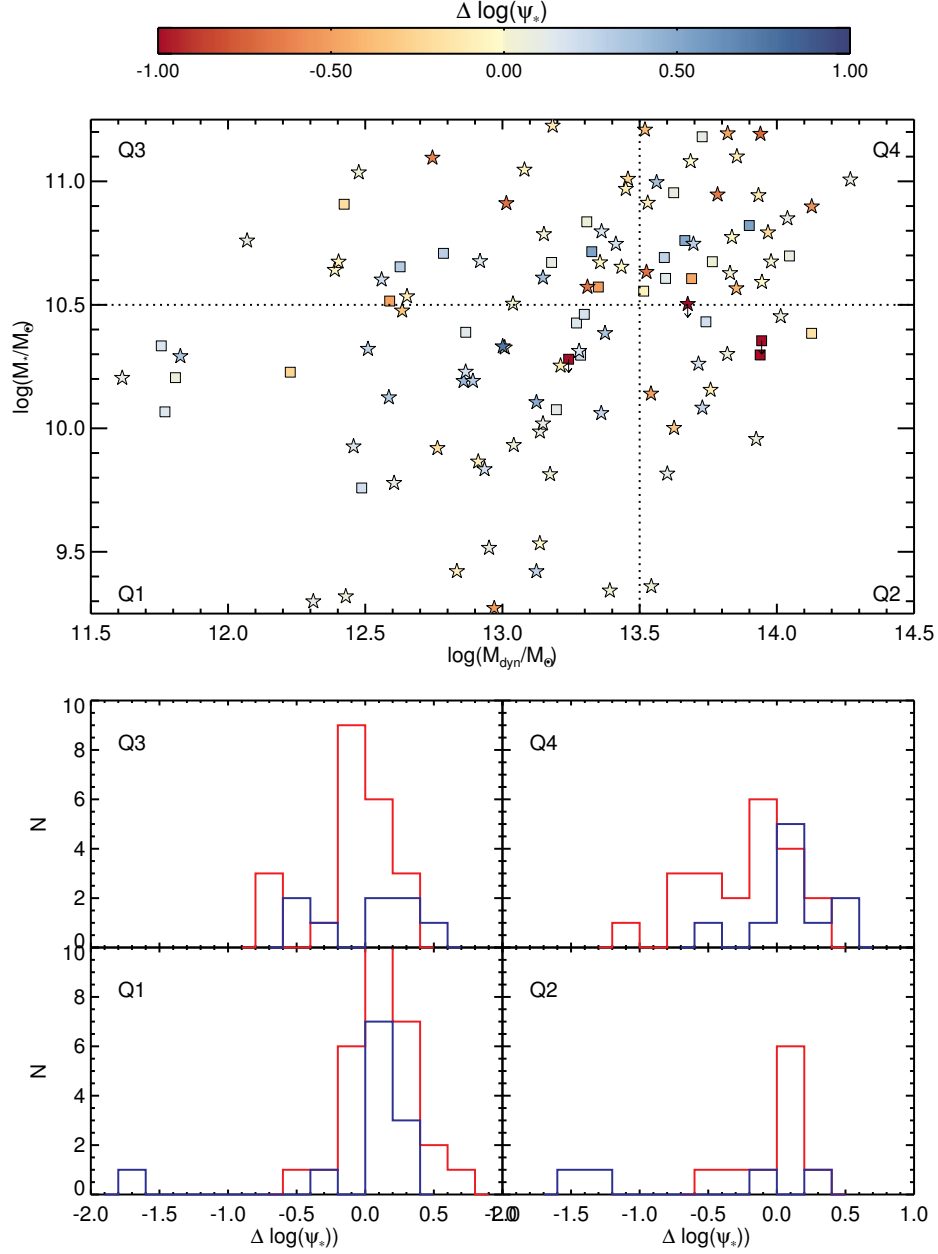 Δ log(ψ*)
-1.00 -0.50 0.00 0.50 1.00
Q3 Q4
11.0
10.5
10.0
9.5
log(M*/M⊙)
Q1 Q2
11.5 12.0 12.5 13.0 13.5 14.0 14.5
log(Mdyn/M⊙)
10
Q3 Q4
8
6
N
4
2
0
10
Q1 Q2
8
6
N
4
2
0
-2.0 -1.5 -1.0 -0.5 0.0 0.5 -2.0 -1.5 -1.0 -0.5 0.0 0.5 1.0
Δ log(ψ*)) Δ log(ψ*))